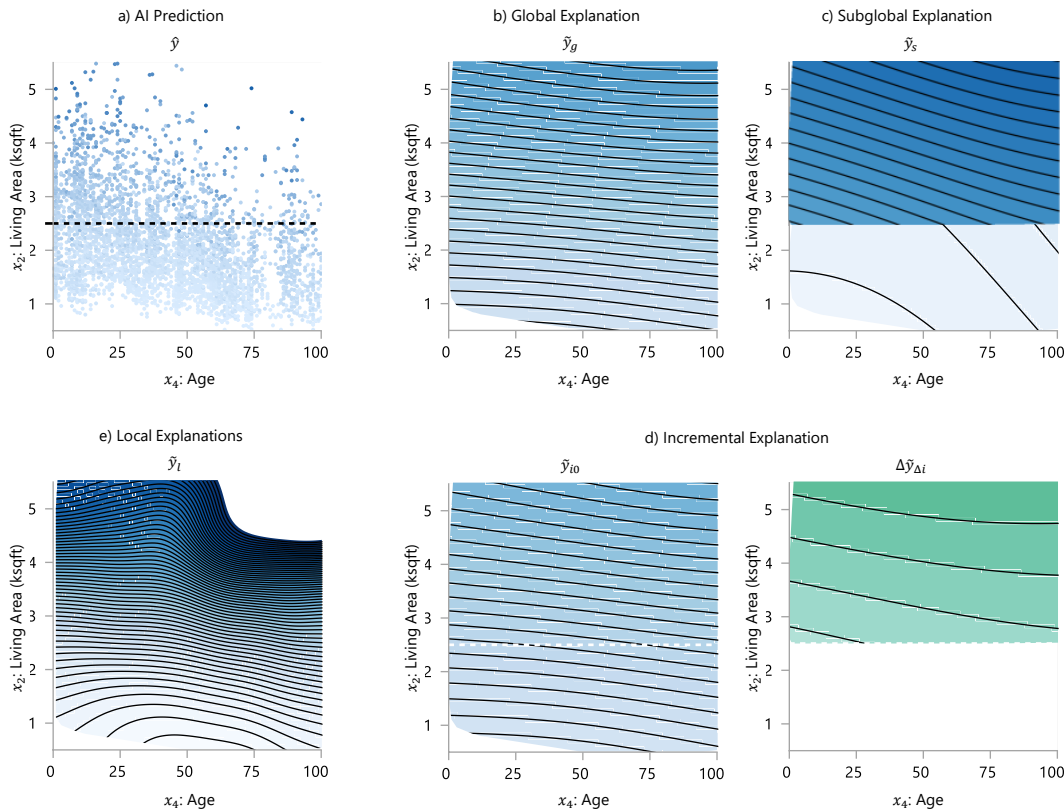 a) AI Prediction
ŷ
5
4
3
2
1
0
25
50
75
100
x₂: Living Area (ksqft)
x₄: Age
b) Global Explanation
ỹg
5
4
3
2
1
0
25
50
75
100
x₂: Living Area (ksqft)
x₄: Age
c) Subglobal Explanation
ỹs
5
4
3
2
1
0
25
50
75
100
x₂: Living Area (ksqft)
x₄: Age
e) Local Explanations
ỹl
5
4
3
2
1
0
25
50
75
100
x₂: Living Area (ksqft)
x₄: Age
d) Incremental Explanation
ỹi0
5
4
3
2
1
0
25
50
75
100
x₂: Living Area (ksqft)
x₄: Age
ΔỹΔi
5
4
3
2
1
0
25
50
75
100
x₂: Living Area (ksqft)
x₄: Age